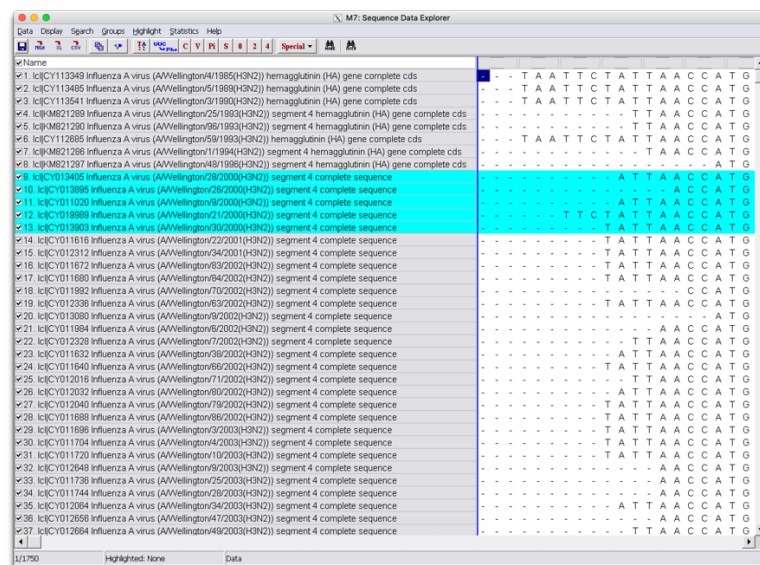 M7: Sequence Data Explorer
Data Display Search Groups Highlight Statistics Help
C V Pi S 0 2 4 Special
Name
1. lcl|CY113349 Influenza A virus (A/Wellington/4/1985(H3N2)) hemagglutinin (HA) gene complete cds - - - T A A T T C T A T T A A C C A T G
2. lcl|CY113485 Influenza A virus (A/Wellington/5/1989(H3N2)) hemagglutinin (HA) gene complete cds - - - T A A T T C T A T T A A C C A T G
3. lcl|CY113541 Influenza A virus (A/Wellington/3/1990(H3N2)) hemagglutinin (HA) gene complete cds - - - T A A T T C T A T T A A C C A T G
4. lcl|KM821289 Influenza A virus (A/Wellington/25/1993(H3N2)) segment 4 hemagglutinin (HA) gene complete cds - - - - - - - - - - - T T A A C C A T G
5. lcl|KM821290 Influenza A virus (A/Wellington/96/1993(H3N2)) segment 4 hemagglutinin (HA) gene complete cds - - - - - - - - - - - T T A A C C A T G
6. lcl|CY112685 Influenza A virus (A/Wellington/59/1993(H3N2)) hemagglutinin (HA) gene complete cds - - - T A A T T C T A T T A A C C A T G
7. lcl|KM821286 Influenza A virus (A/Wellington/1/1994(H3N2)) segment 4 hemagglutinin (HA) gene complete cds - - - - - - - - - - - - T A A C C A T G
8. lcl|KM821297 Influenza A virus (A/Wellington/49/1996(H3N2)) segment 4 hemagglutinin (HA) gene complete cds - - - - - - - - - - - - - - - - - A T G
9. lcl|CY013405 Influenza A virus (A/Wellington/28/2000(H3N2)) segment 4 complete sequence - - - - - - - - - - A T T A A C C A T G
10. lcl|CY013895 Influenza A virus (A/Wellington/26/2000(H3N2)) segment 4 complete sequence - - - - - - - - - - - - - - A C C A T G
11. lcl|CY011020 Influenza A virus (A/Wellington/9/2000(H3N2)) segment 4 complete sequence - - - - - - - - - - A T T A A C C A T G
12. lcl|CY019989 Influenza A virus (A/Wellington/21/2000(H3N2)) segment 4 complete sequence - - - - - - T T C T A T T A A C C A T G
13. lcl|CY013903 Influenza A virus (A/Wellington/30/2000(H3N2)) segment 4 complete sequence - - - - - - - - - T A T T A A C C A T G
14. lcl|CY011616 Influenza A virus (A/Wellington/22/2001(H3N2)) segment 4 complete sequence - - - - - - - - - T A T T A A C C A T G
15. lcl|CY012312 Influenza A virus (A/Wellington/34/2001(H3N2)) segment 4 complete sequence - - - - - - - - - T A T T A A C C A T G
16. lcl|CY011672 Influenza A virus (A/Wellington/83/2002(H3N2)) segment 4 complete sequence - - - - - - - - - T A T T A A C C A T G
17. lcl|CY011680 Influenza A virus (A/Wellington/94/2002(H3N2)) segment 4 complete sequence - - - - - - - - - T A T T A A C C A T G
18. lcl|CY011992 Influenza A virus (A/Wellington/70/2002(H3N2)) segment 4 complete sequence - - - - - - - - - - - - - - - C C A T G
19. lcl|CY012336 Influenza A virus (A/Wellington/63/2002(H3N2)) segment 4 complete sequence - - - - - - - - - T A T T A A C C A T G
20. lcl|CY013080 Influenza A virus (A/Wellington/9/2002(H3N2)) segment 4 complete sequence - - - - - - - - - - - - - - - - - A T G
21. lcl|CY011984 Influenza A virus (A/Wellington/6/2002(H3N2)) segment 4 complete sequence - - - - - - - - - - - - - A A C C A T G
22. lcl|CY012328 Influenza A virus (A/Wellington/7/2002(H3N2)) segment 4 complete sequence - - - - - - - - - - - T T A A C C A T G
23. lcl|CY011632 Influenza A virus (A/Wellington/38/2002(H3N2)) segment 4 complete sequence - - - - - - - - - - A T T A A C C A T G
24. lcl|CY011640 Influenza A virus (A/Wellington/66/2002(H3N2)) segment 4 complete sequence - - - - - - - - - T A T T A A C C A T G
25. lcl|CY012016 Influenza A virus (A/Wellington/71/2002(H3N2)) segment 4 complete sequence - - - - - - - - - - - T T A A C C A T G
26. lcl|CY012032 Influenza A virus (A/Wellington/80/2002(H3N2)) segment 4 complete sequence - - - - - - - - - - A T T A A C C A T G
27. lcl|CY012040 Influenza A virus (A/Wellington/79/2002(H3N2)) segment 4 complete sequence - - - - - - - - - T A T T A A C C A T G
28. lcl|CY011688 Influenza A virus (A/Wellington/86/2002(H3N2)) segment 4 complete sequence - - - - - - - - - T A T T A A C C A T G
29. lcl|CY011696 Influenza A virus (A/Wellington/3/2003(H3N2)) segment 4 complete sequence - - - - - - - - - T A T T A A C C A T G
30. lcl|CY011704 Influenza A virus (A/Wellington/4/2003(H3N2)) segment 4 complete sequence - - - - - - - - - T A T T A A C C A T G
31. lcl|CY011720 Influenza A virus (A/Wellington/10/2003(H3N2)) segment 4 complete sequence - - - - - - - - - T A T T A A C C A T G
32. lcl|CY012648 Influenza A virus (A/Wellington/9/2003(H3N2)) segment 4 complete sequence - - - - - - - - - - - - - A A C C A T G
33. lcl|CY011736 Influenza A virus (A/Wellington/25/2003(H3N2)) segment 4 complete sequence - - - - - - - - - - - - - A A C C A T G
34. lcl|CY011744 Influenza A virus (A/Wellington/28/2003(H3N2)) segment 4 complete sequence - - - - - - - - - - - - - A A C C A T G
35. lcl|CY012064 Influenza A virus (A/Wellington/34/2003(H3N2)) segment 4 complete sequence - - - - - - - - - - A T T A A C C A T G
36. lcl|CY012656 Influenza A virus (A/Wellington/47/2003(H3N2)) segment 4 complete sequence - - - - - - - - - - - - - A A C C A T G
37. lcl|CY012664 Influenza A virus (A/Wellington/49/2003(H3N2)) segment 4 complete sequence - - - - - - - - - - - T T A A C C A T G
1/1750 Highlighted: None Data